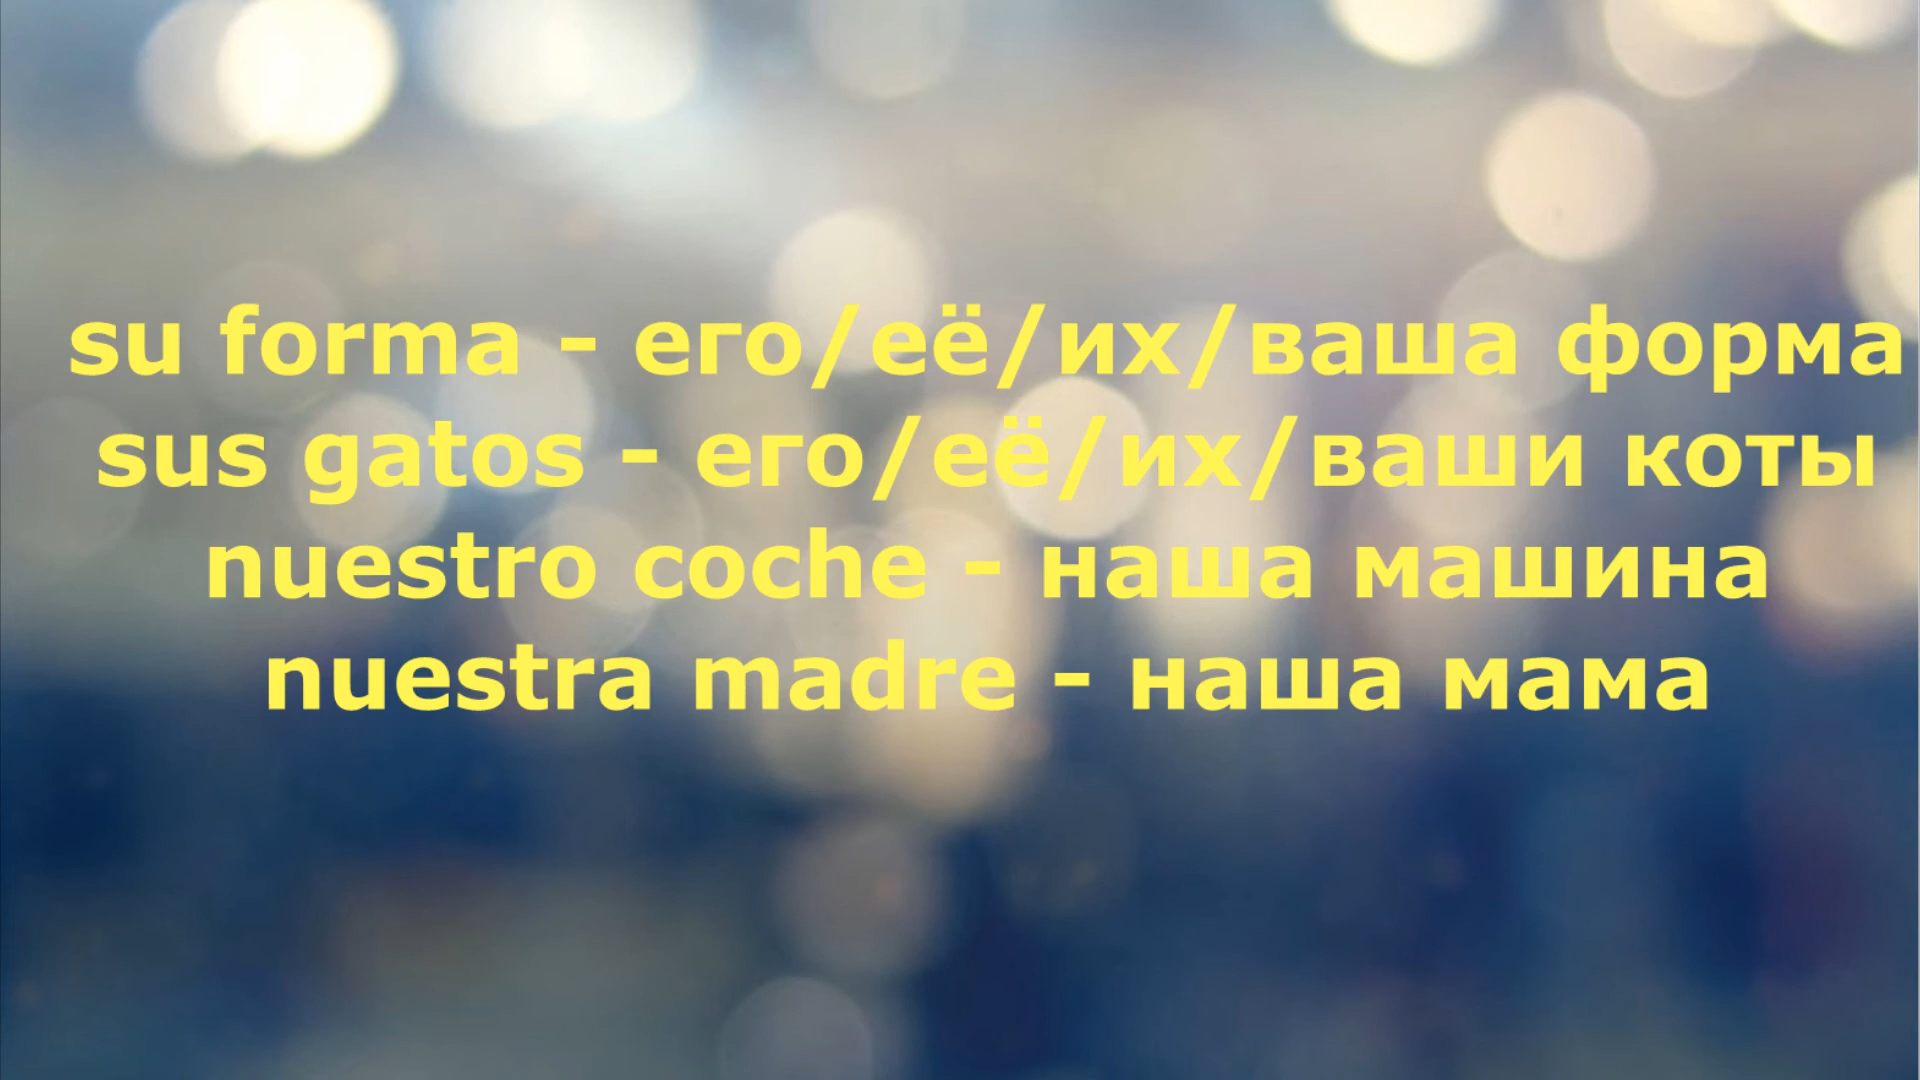 su forma - его/её/их/ваша форма
sus gatos - его/её/их/ваши коты
nuestro coche - наша машина
nuestra madre - наша мама